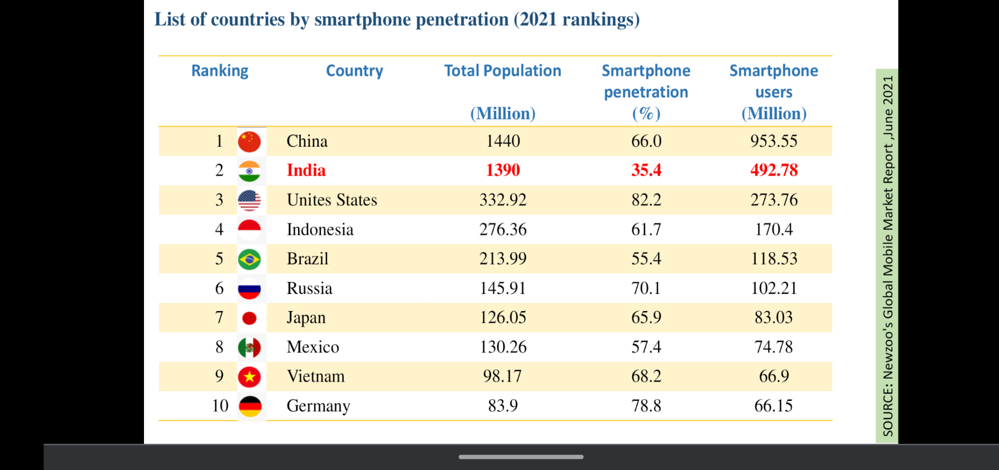 List of countries by smartphone penetration (2021 rankings)
Ranking Country Total Population (Million) Smartphone penetration (%) Smartphone users (Million)
1 China 1440 66.0 953.55
2 India 1390 35.4 492.78
3 Unites States 332.92 82.2 273.76
4 Indonesia 276.36 61.7 170.4
5 Brazil 213.99 55.4 118.53
6 Russia 145.91 70.1 102.21
7 Japan 126.05 65.9 83.03
8 Mexico 130.26 57.4 74.78
9 Vietnam 98.17 68.2 66.9
10 Germany 83.9 78.8 66.15
SOURCE: Newzoo's Global Mobile Market Report ,June 2021